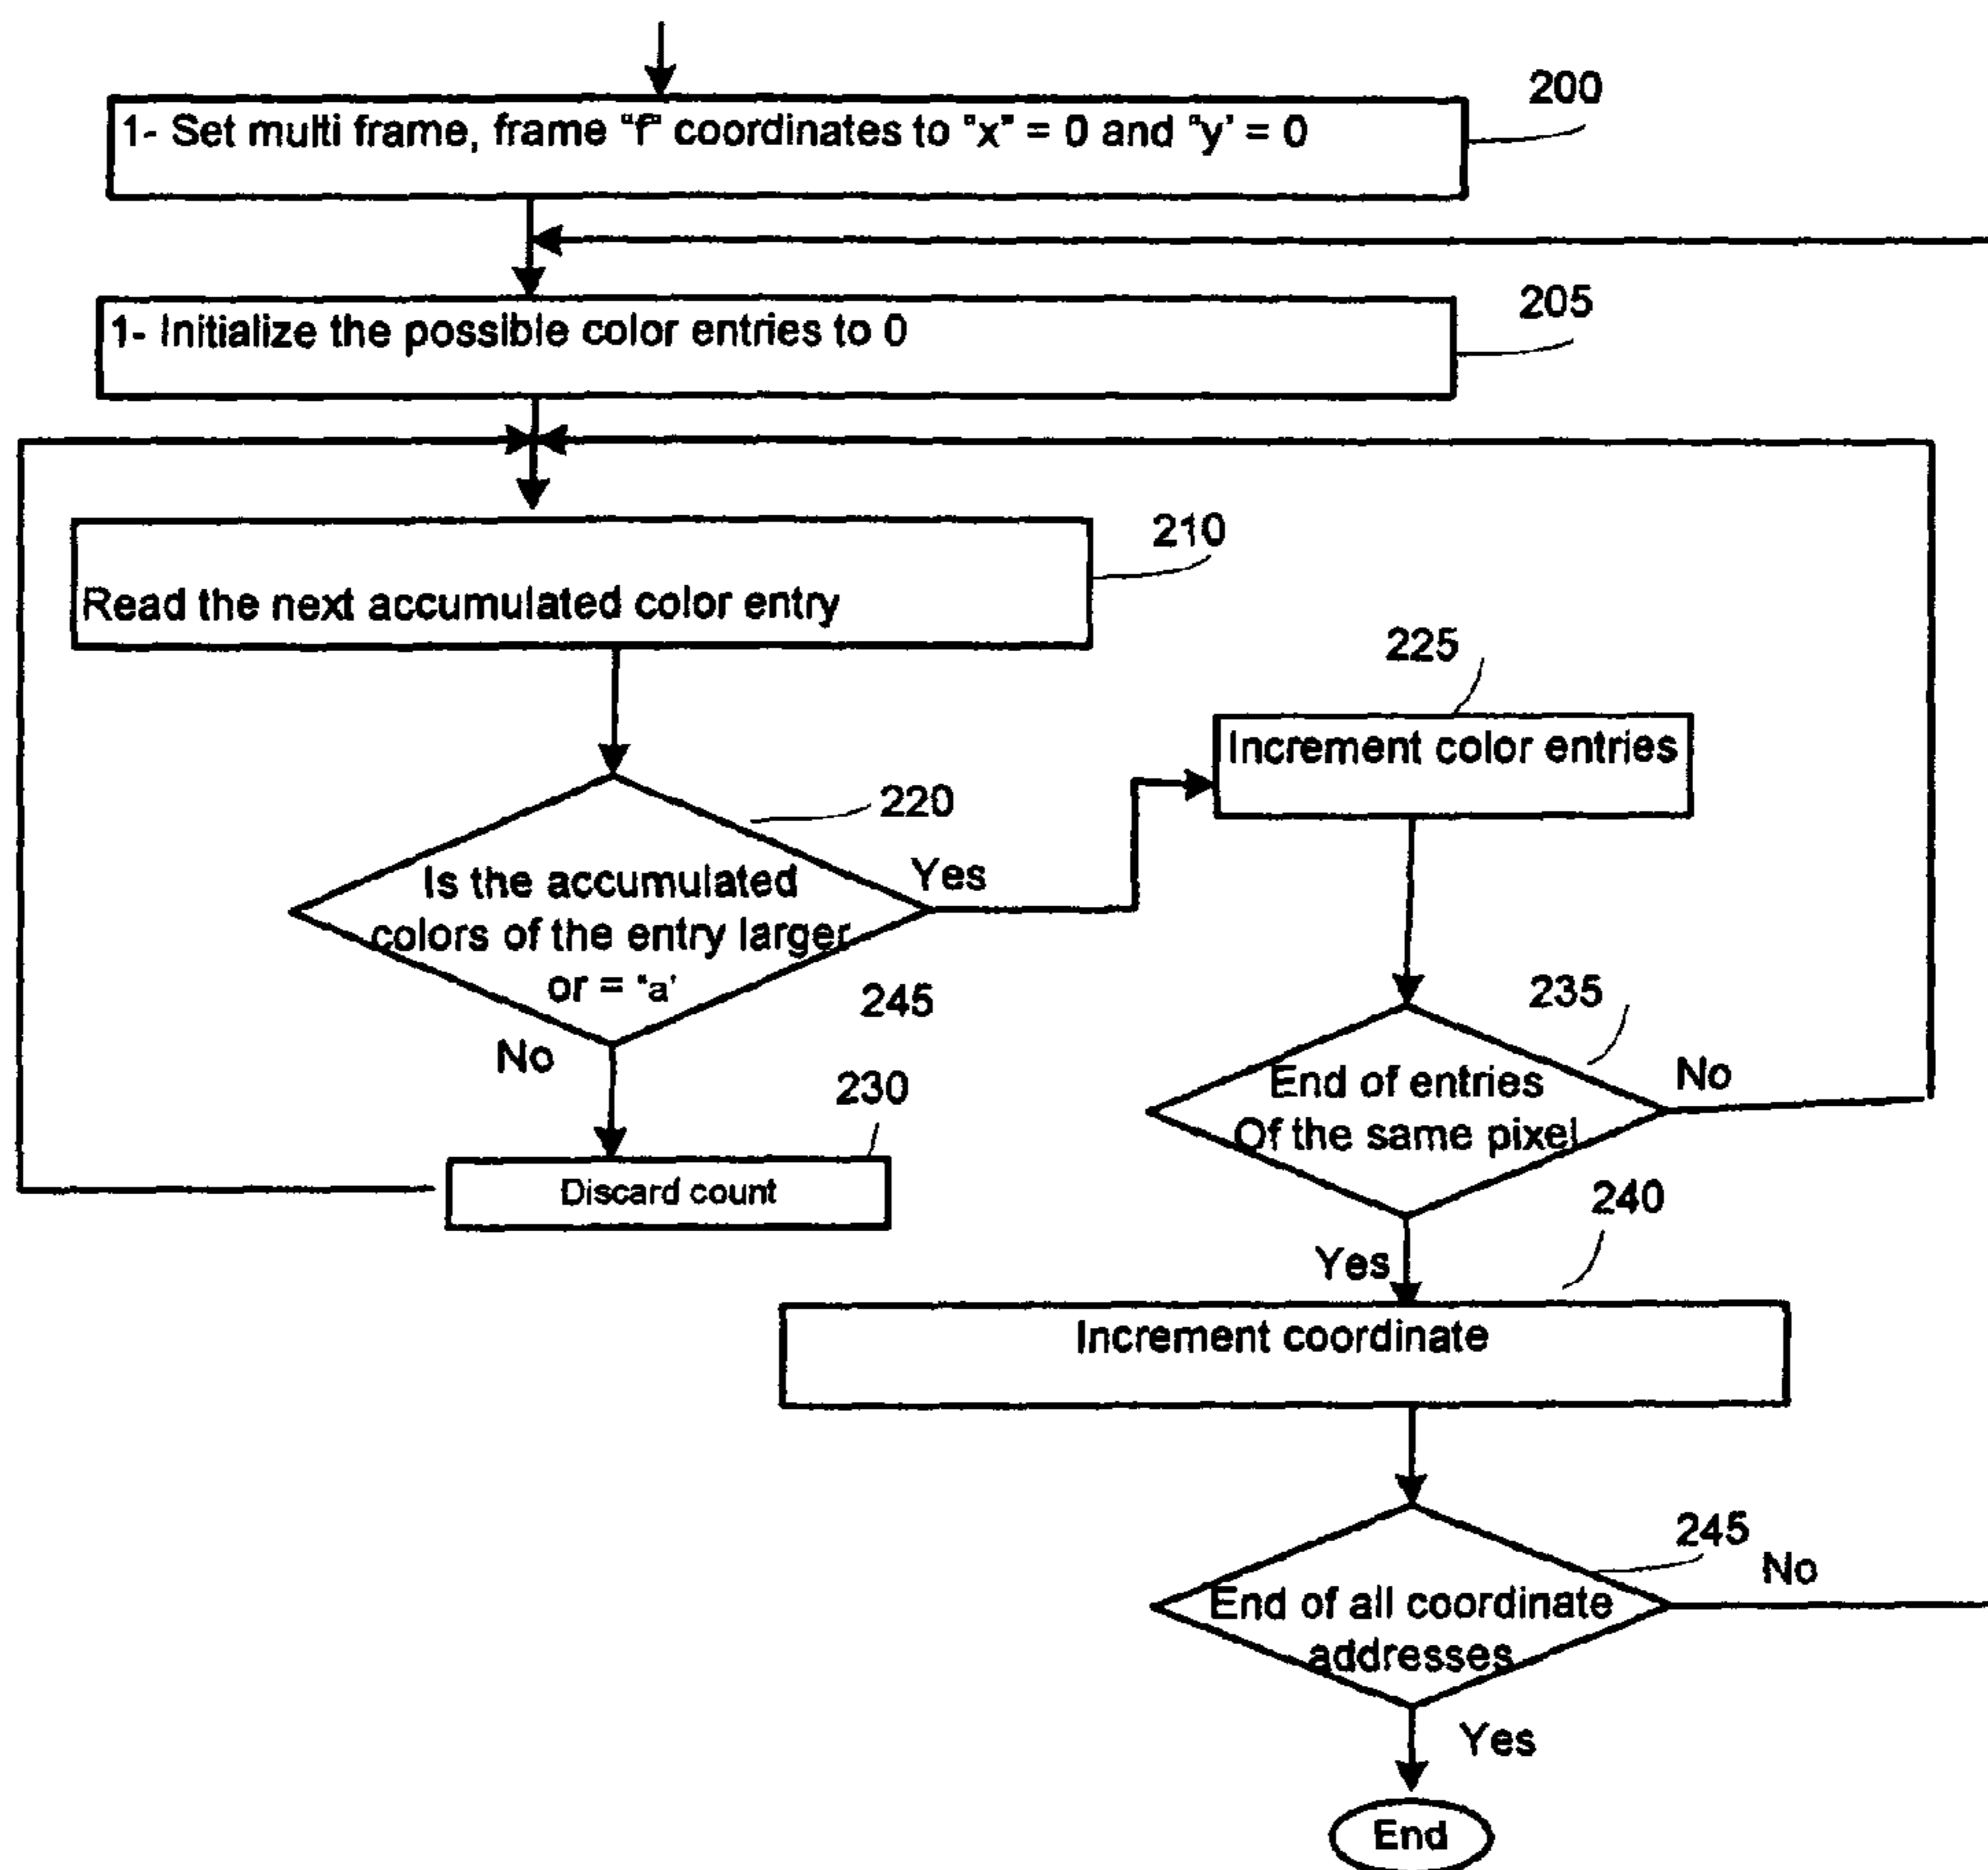 200
1- Set multi frame, frame "f" coordinates to "x" = 0 and "y' = 0
205
1- Initialize the possible color entries to 0
210
Read the next accumulated color entry
225
Increment color entries
220
Is the accumulated
colors of the entry larger
or = "a'
Yes
245
No
235
End of entries
Of the same pixel
No
230
Discard count
240
Yes
Increment coordinate
245
End of all coordinate
addresses
No
Yes
End